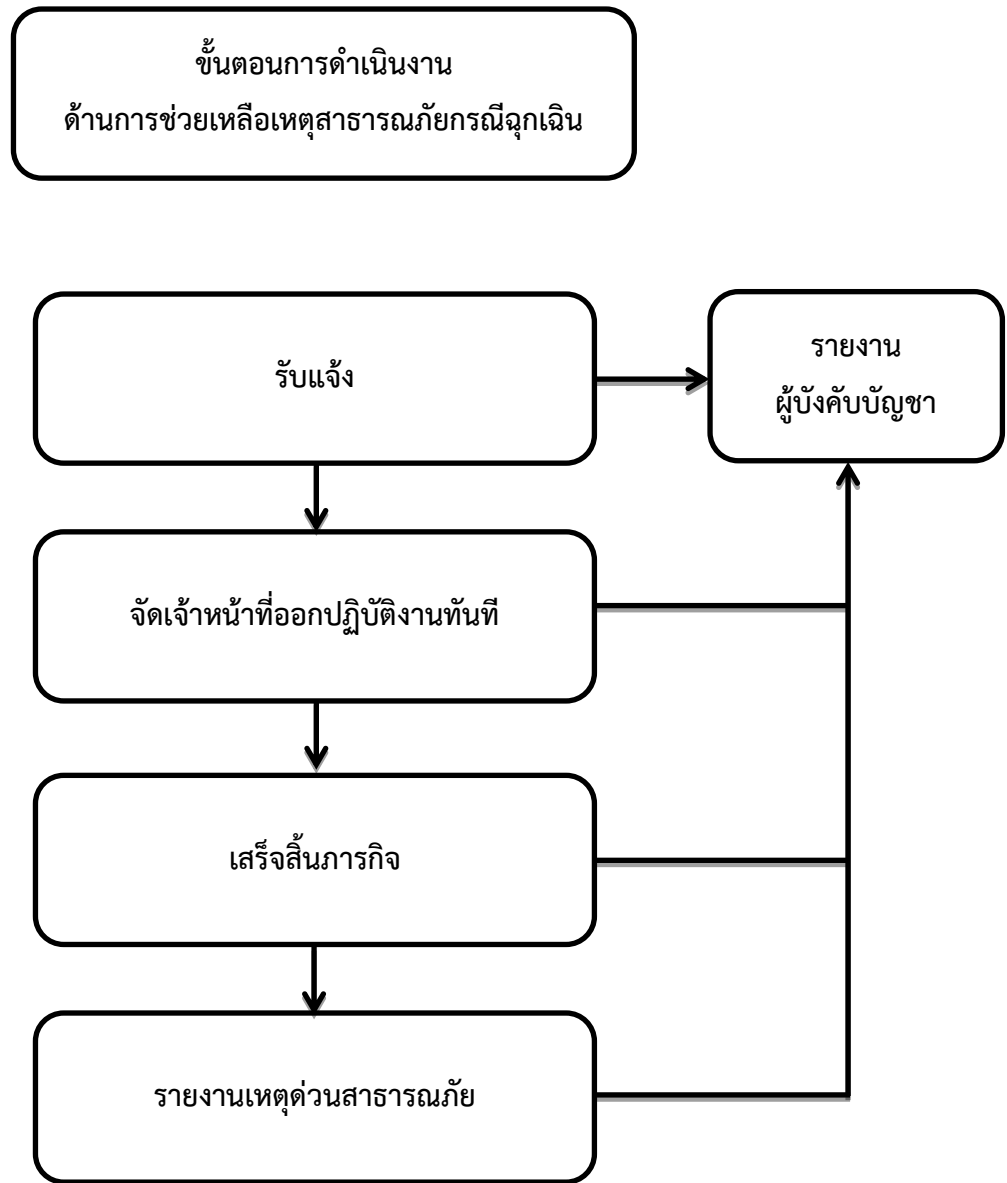 ขั้นตอนการดำเนินงาน
ด้านการช่วยเหลือเหตุสาธารณภัยกรณีฉุกเฉิน
รับแจ้ง
รายงาน
ผู้บังคับบัญชา
จัดเจ้าหน้าที่ออกปฏิบัติงานทันที
เสร็จสิ้นภารกิจ
รายงานเหตุด่วนสาธารณภัย